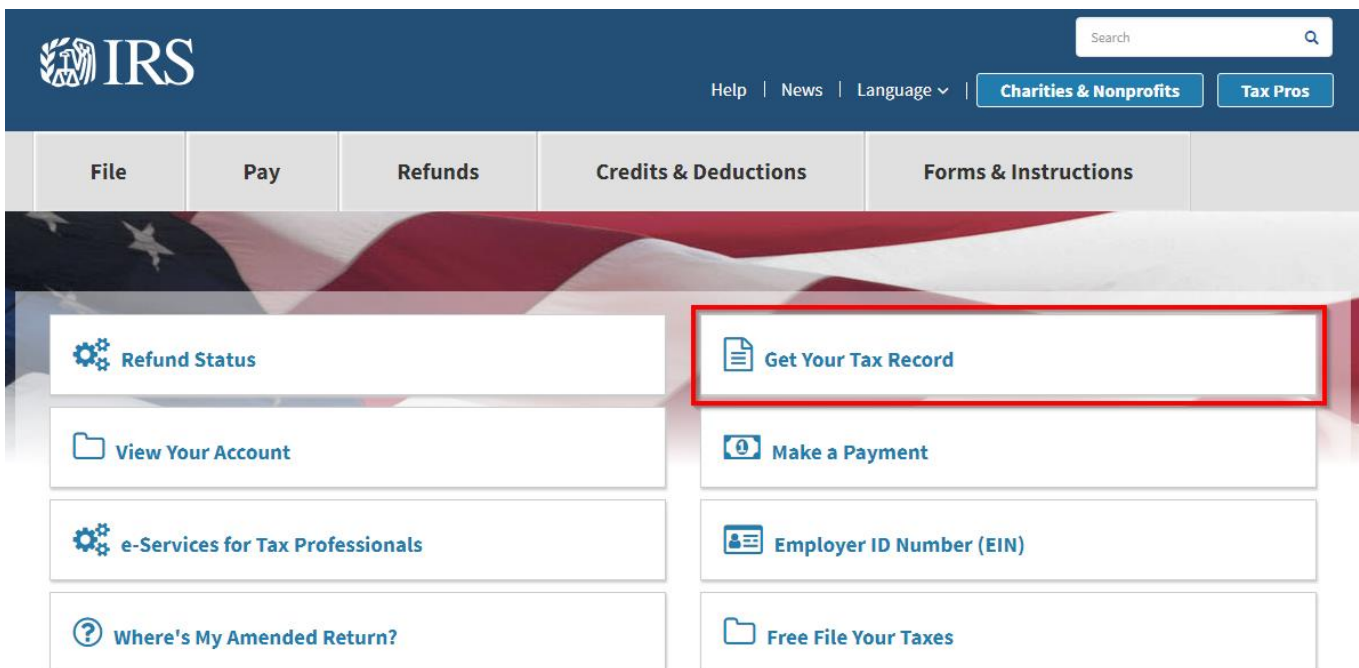 IRS
Search
Help | News | Language | Charities & Nonprofits Tax Pros
File Pay Refunds Credits & Deductions Forms & Instructions
Refund Status
Get Your Tax Record
View Your Account
Make a Payment
e-Services for Tax Professionals
Employer ID Number (EIN)
Where's My Amended Return?
Free File Your Taxes